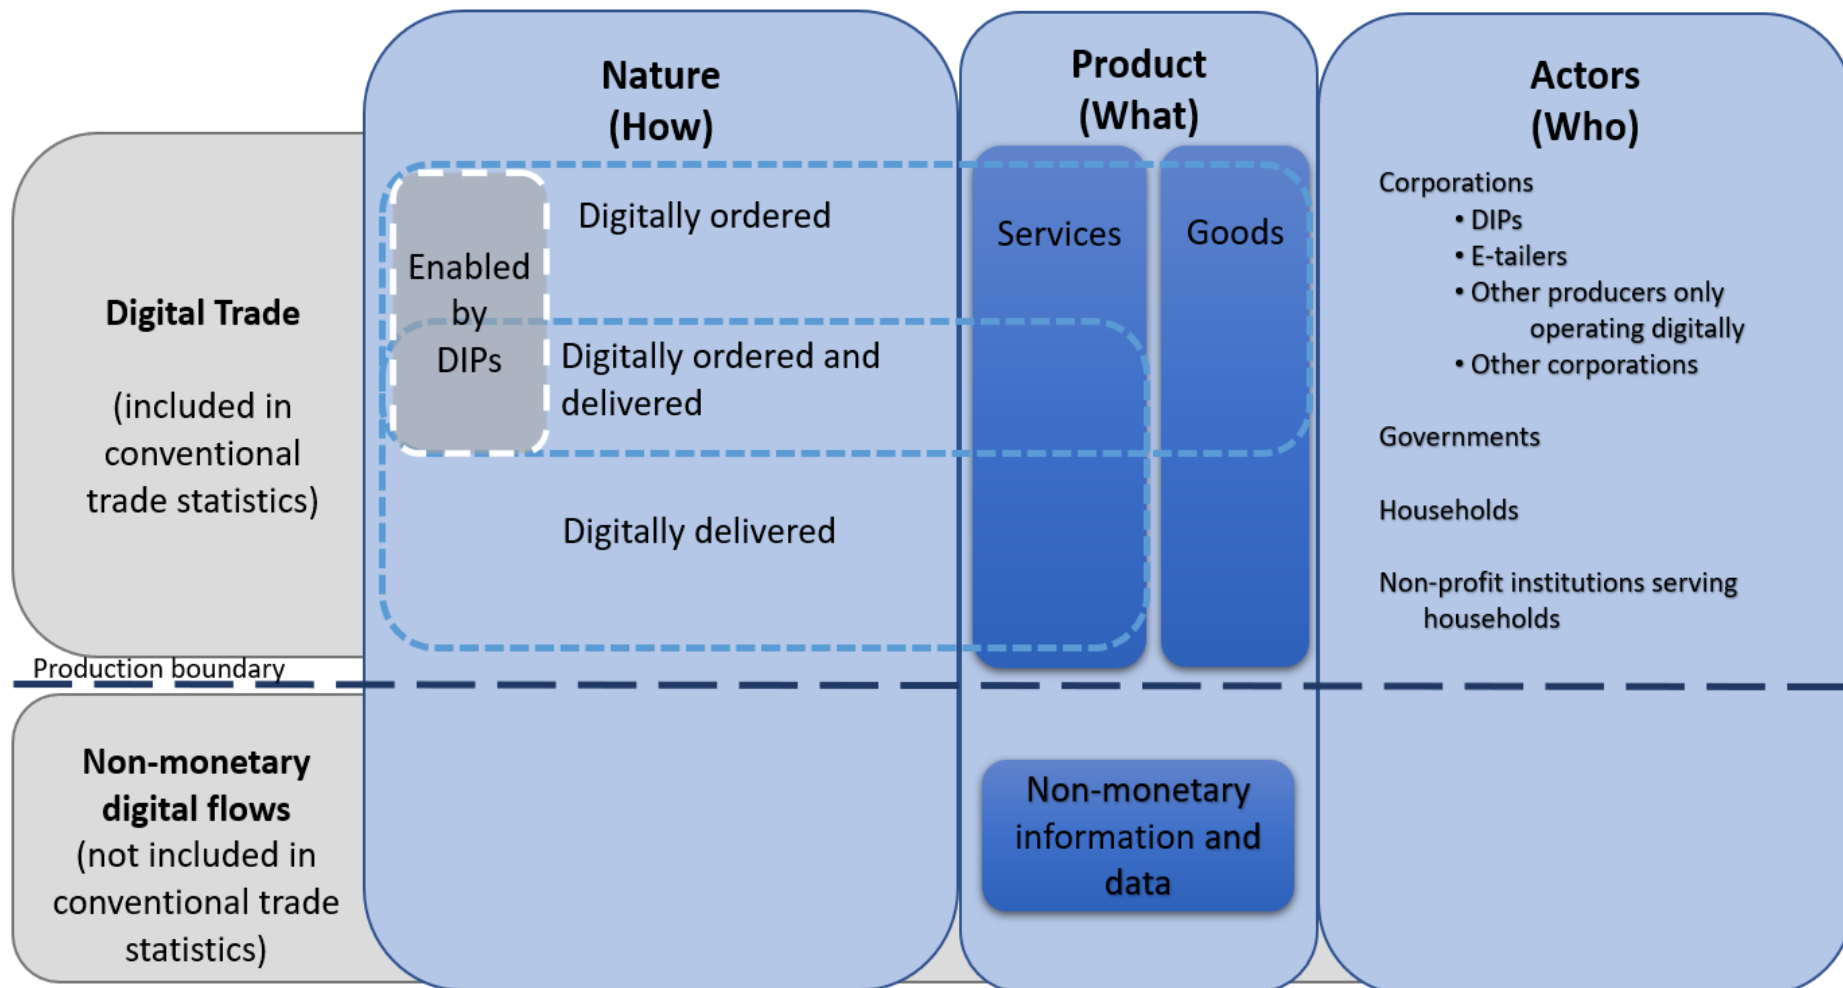 Nature
(How)
Product
(What)
Actors
(Who)
Digital Trade
(included in
conventional
trade statistics)
Enabled
by
DIPs
Digitally ordered
Digitally ordered and
delivered
Digitally delivered
Services
Goods
Corporations
• DIPs
• E-tailers
• Other producers only
operating digitally
• Other corporations
Governments
Households
Non-profit institutions serving
households
Production boundary
Non-monetary
digital flows
(not included in
conventional trade
statistics)
Non-monetary
information and
data